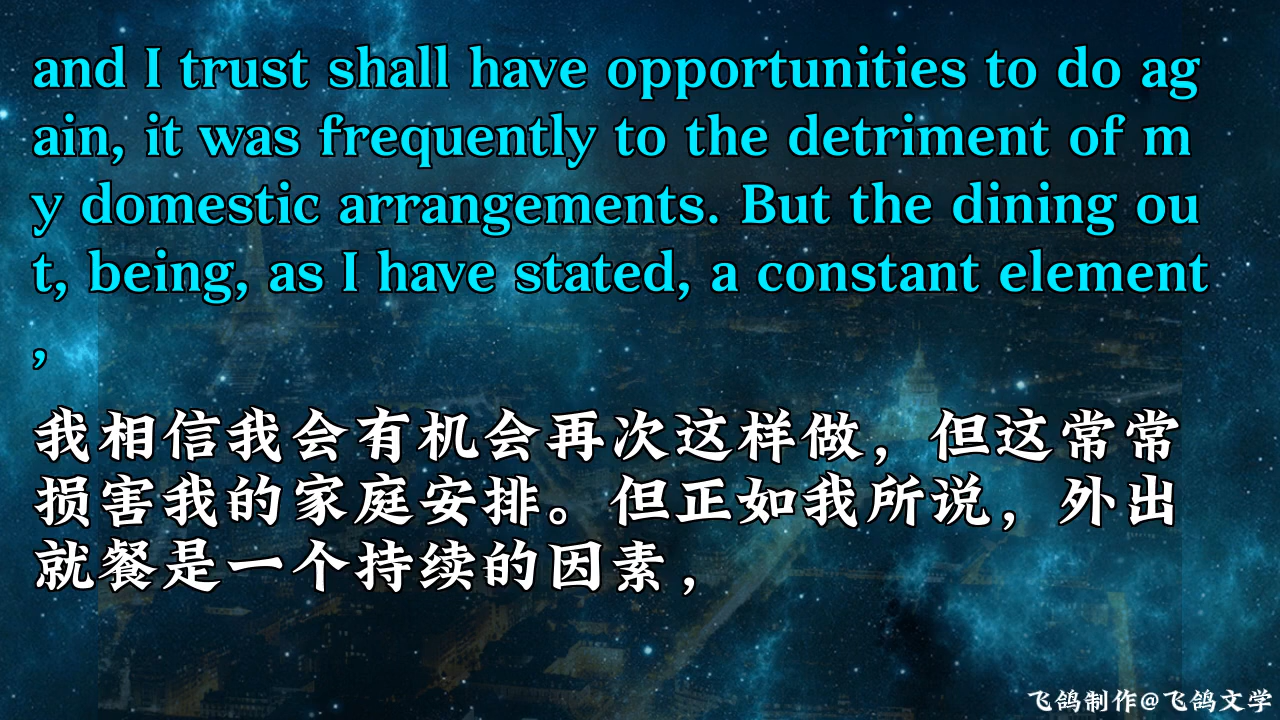 and I trust shall have opportunities to do ag
ain, it was frequently to the detriment of m
y domestic arrangements. But the dining ou
t, being, as I have stated, a constant element
,
我相信我会有机会再次这样做，但这常常
损害我的家庭安排。但正如我所说，外出
就餐是一个持续的因素，
飞鸽制作@飞鸽文学